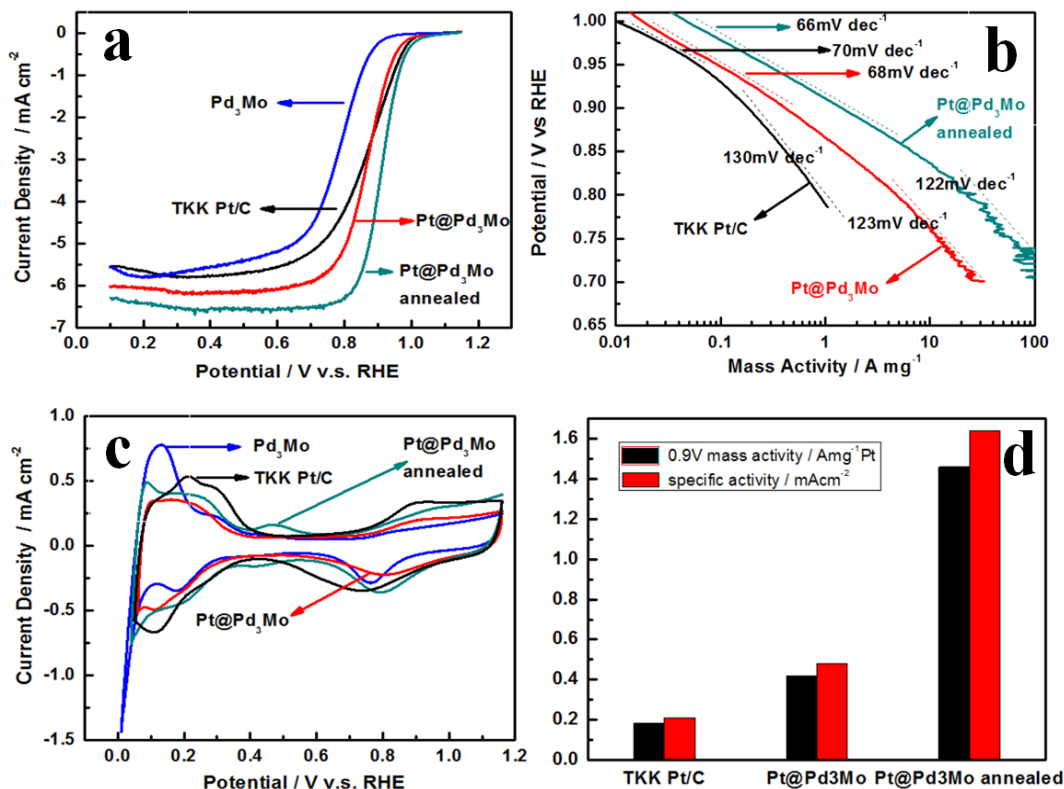 a
Current Density / mA cm⁻²
0
-1
-2
-3
-4
-5
-6
-7
Pd₃Mo
TKK Pt/C
Pt@Pd₃Mo
Pt@Pd₃Mo
annealed
0.0 0.2 0.4 0.6 0.8 1.0 1.2
Potential / V v.s. RHE
b
Potential / V vs RHE
1.00
0.95
0.90
0.85
0.80
0.75
0.70
0.65
66mV dec⁻¹
70mV dec⁻¹
68mV dec⁻¹
Pt@Pd₃Mo
annealed
130mV dec⁻¹
122mV dec⁻¹
TKK Pt/C
123mV dec⁻¹
Pt@Pd₃Mo
0.01 0.1 1 10 100
Mass Activity / A mg⁻¹
c
Current Density / mA cm⁻²
1.0
0.5
0.0
-0.5
-1.0
-1.5
Pd₃Mo
Pt@Pd₃Mo
annealed
TKK Pt/C
Pt@Pd₃Mo
0.0 0.2 0.4 0.6 0.8 1.0 1.2
Potential / V v.s. RHE
d
1.6
1.4
1.2
1.0
0.8
0.6
0.4
0.2
0.0
0.9V mass activity / Amg⁻¹Pt
specific activity / mAcm⁻²
TKK Pt/C Pt@Pd3Mo Pt@Pd3Mo annealed